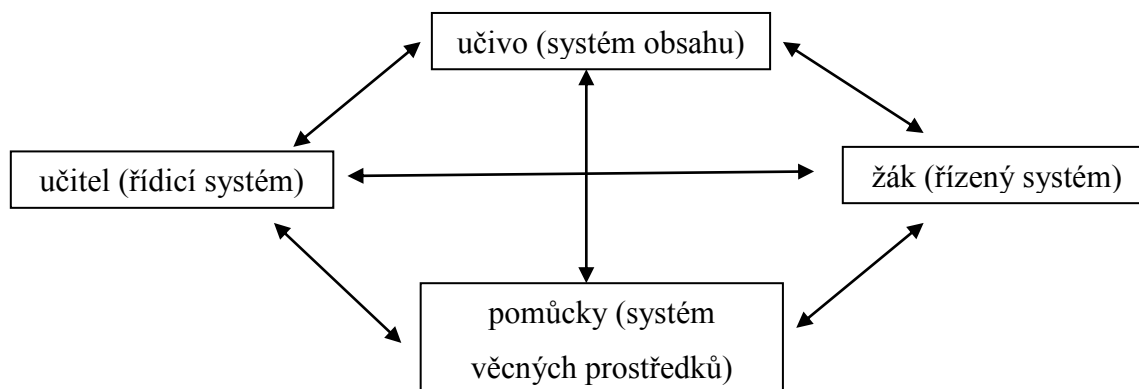 učivo (systém obsahu)
učitel (řídicí systém)
žák (řízený systém)
pomůcky (systém
věcných prostředků)